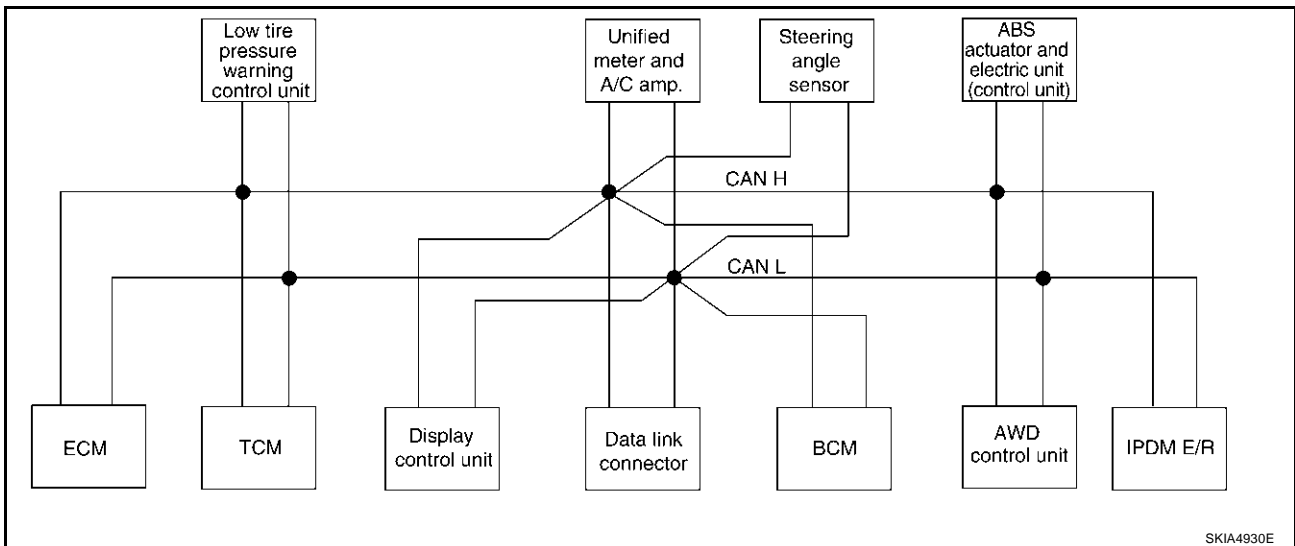 Low tire
pressure
warning
control unit
Unified
meter and
A/C amp.
Steering
angle
sensor
ABS
actuator and
electric unit
(control unit)
CAN H
CAN L
ECM
TCM
Display
control unit
Data link
connector
BCM
AWD
control unit
IPDM E/R
SKIA4930E